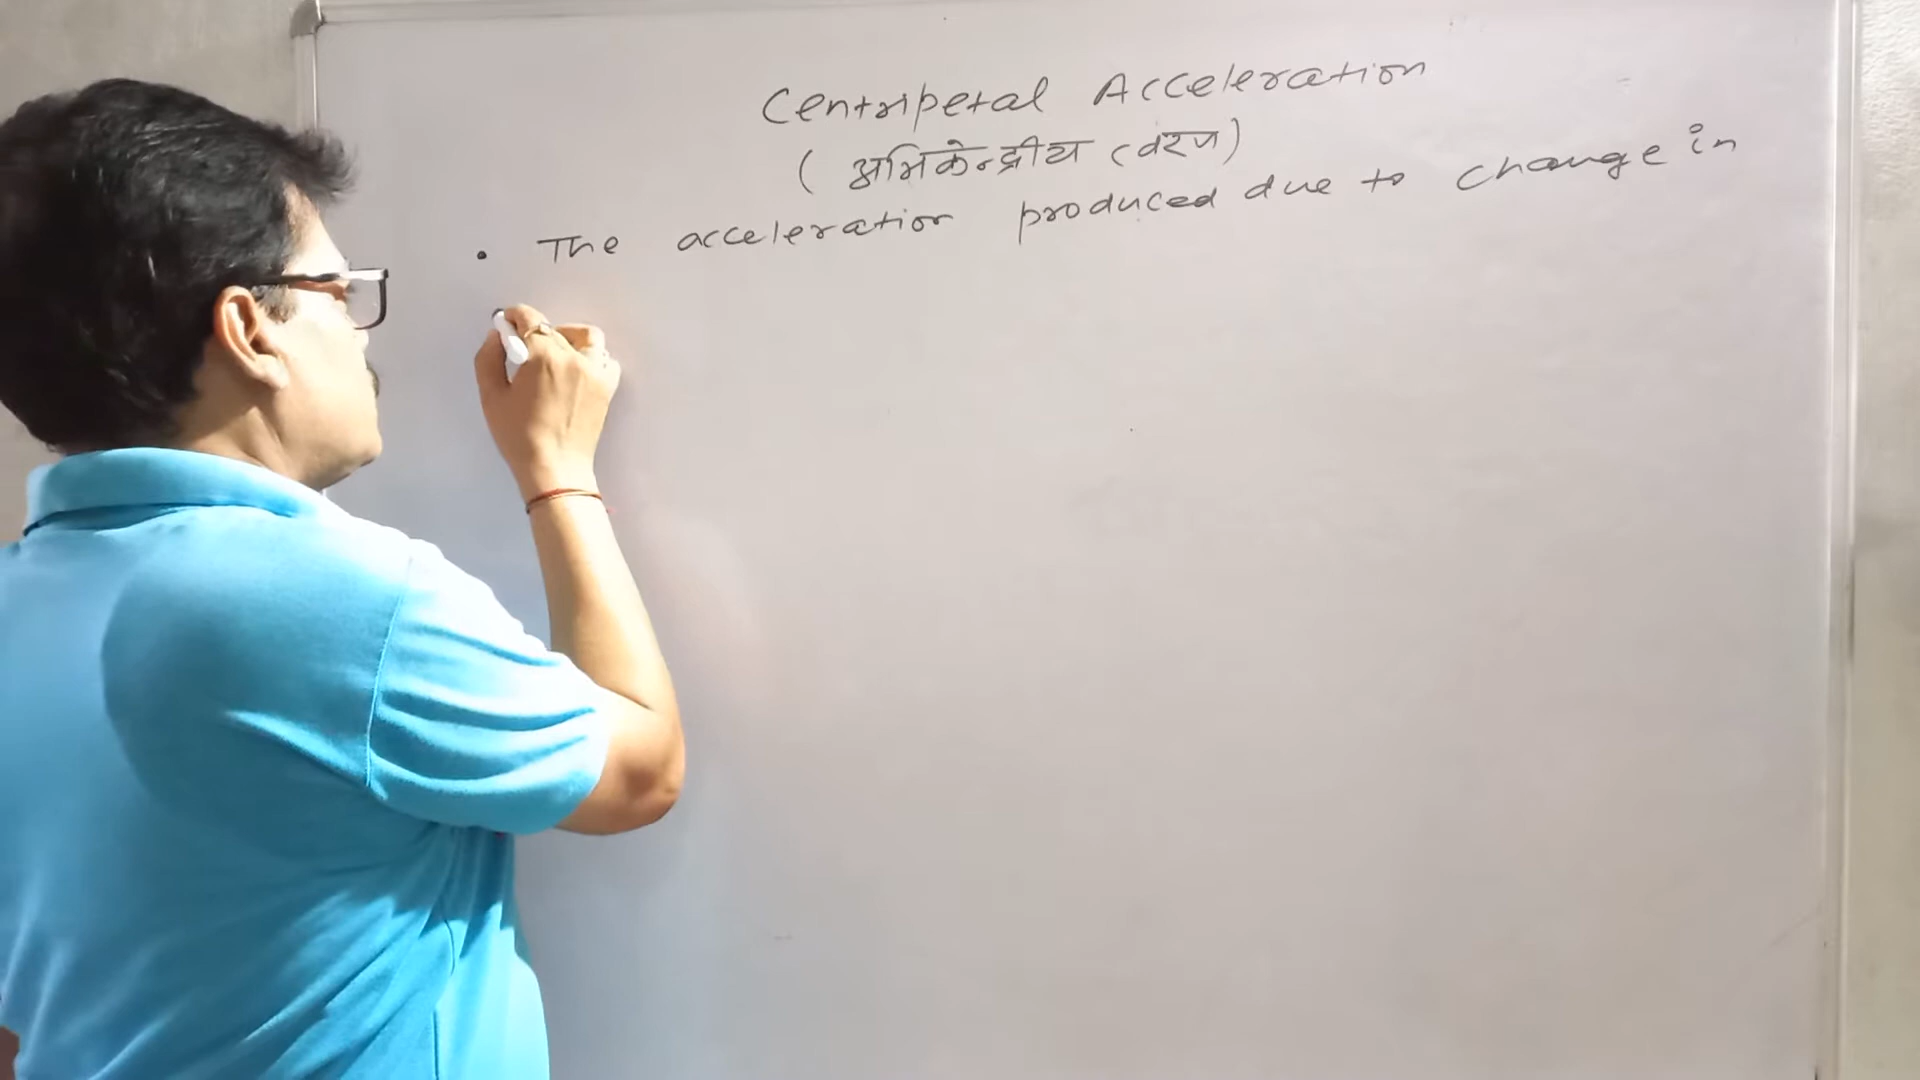 Centripetal Acceleration
( अभिकेन्द्रीय त्वरण )
• The acceleration produced due to change in